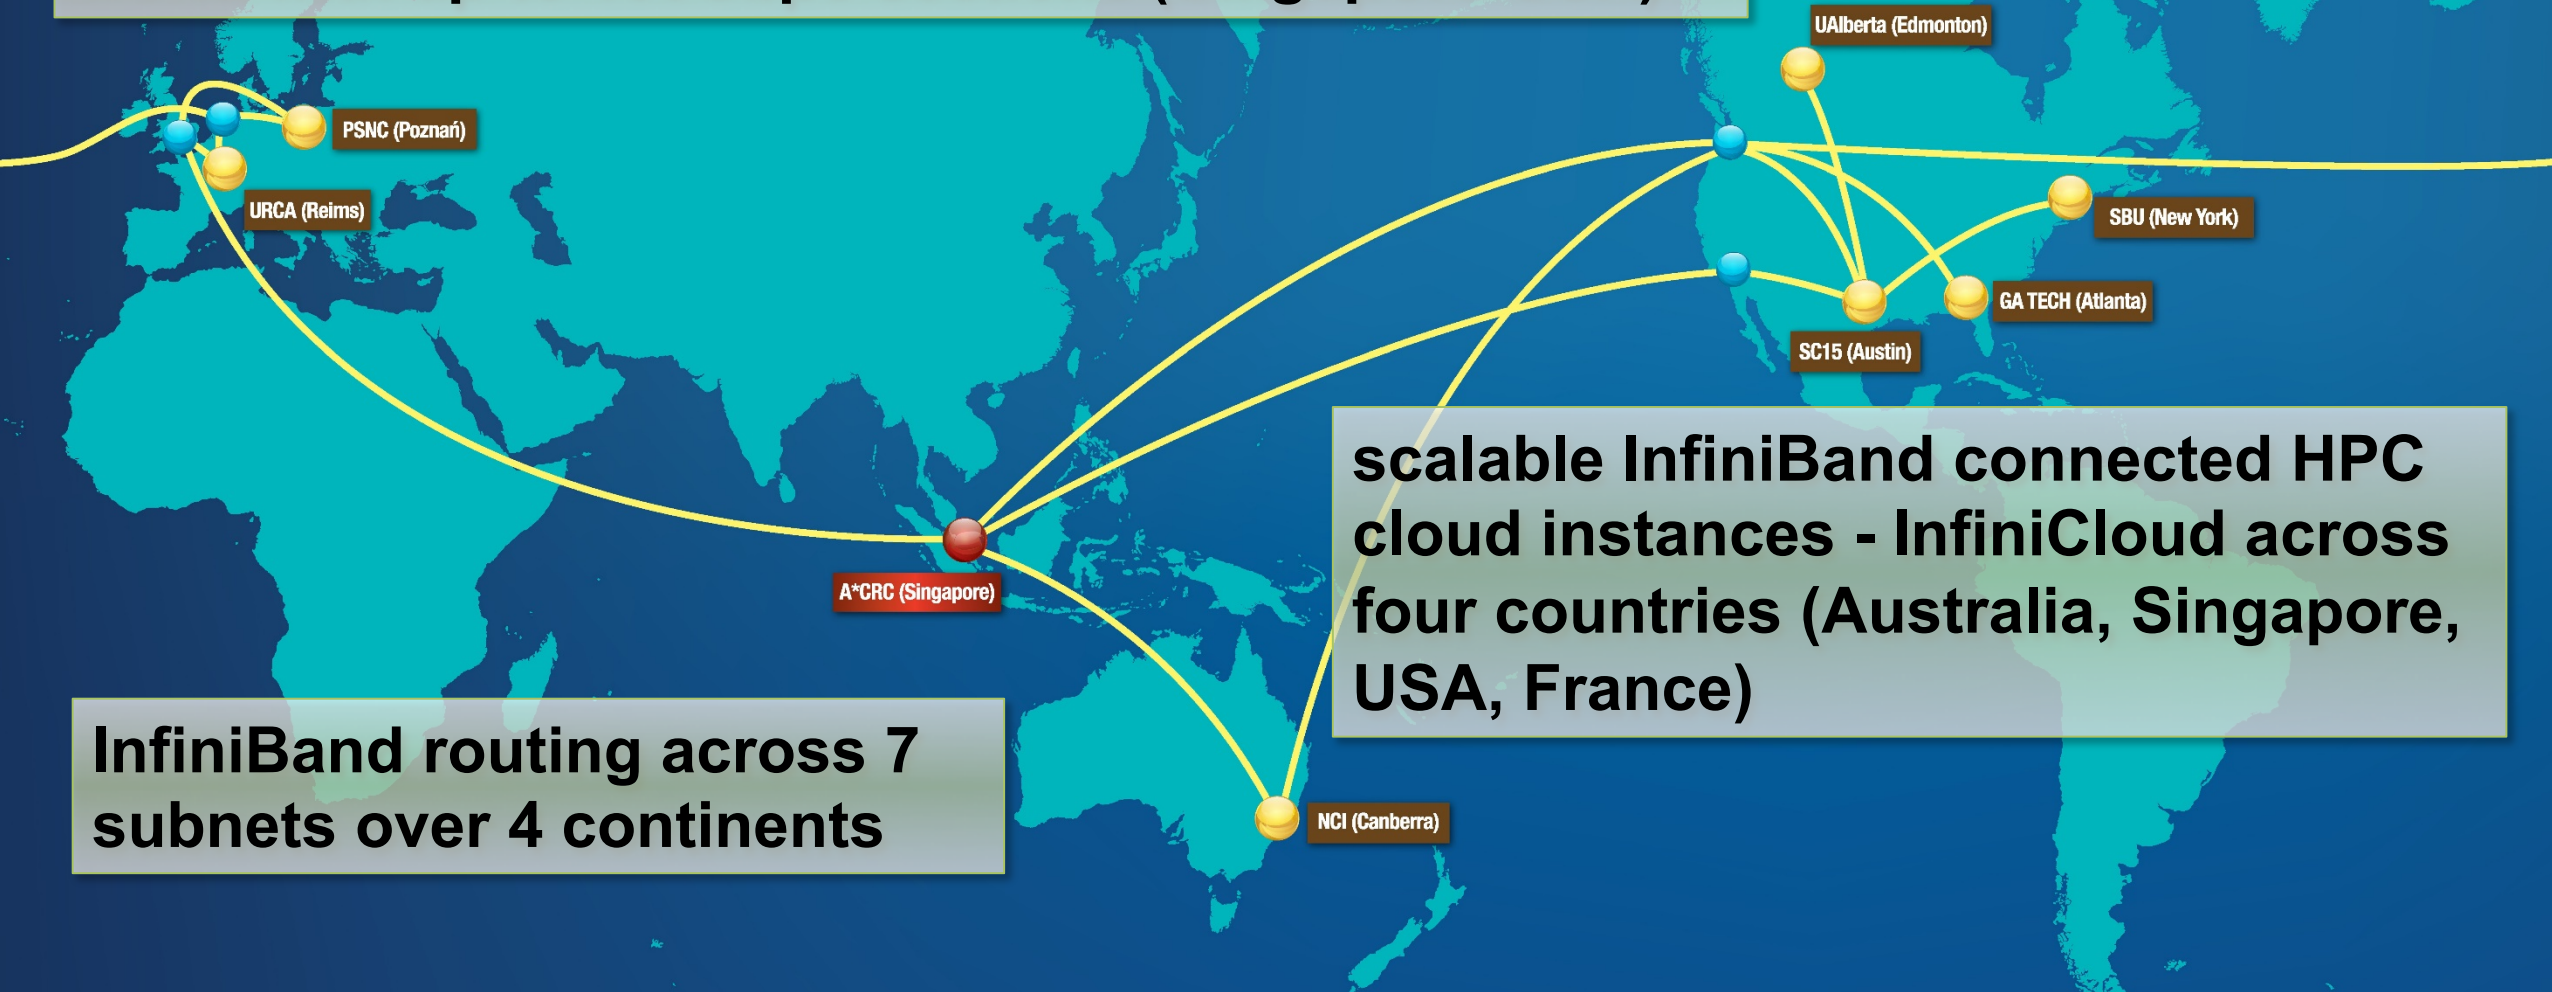 UAlberta (Edmonton)
PSNC (Poznań)
URCA (Reims)
SBU (New York)
GA TECH (Atlanta)
SC15 (Austin)
scalable InfiniBand connected HPC
cloud instances - InfiniCloud across
four countries (Australia, Singapore,
USA, France)
A*CRC (Singapore)
InfiniBand routing across 7
subnets over 4 continents
NCI (Canberra)